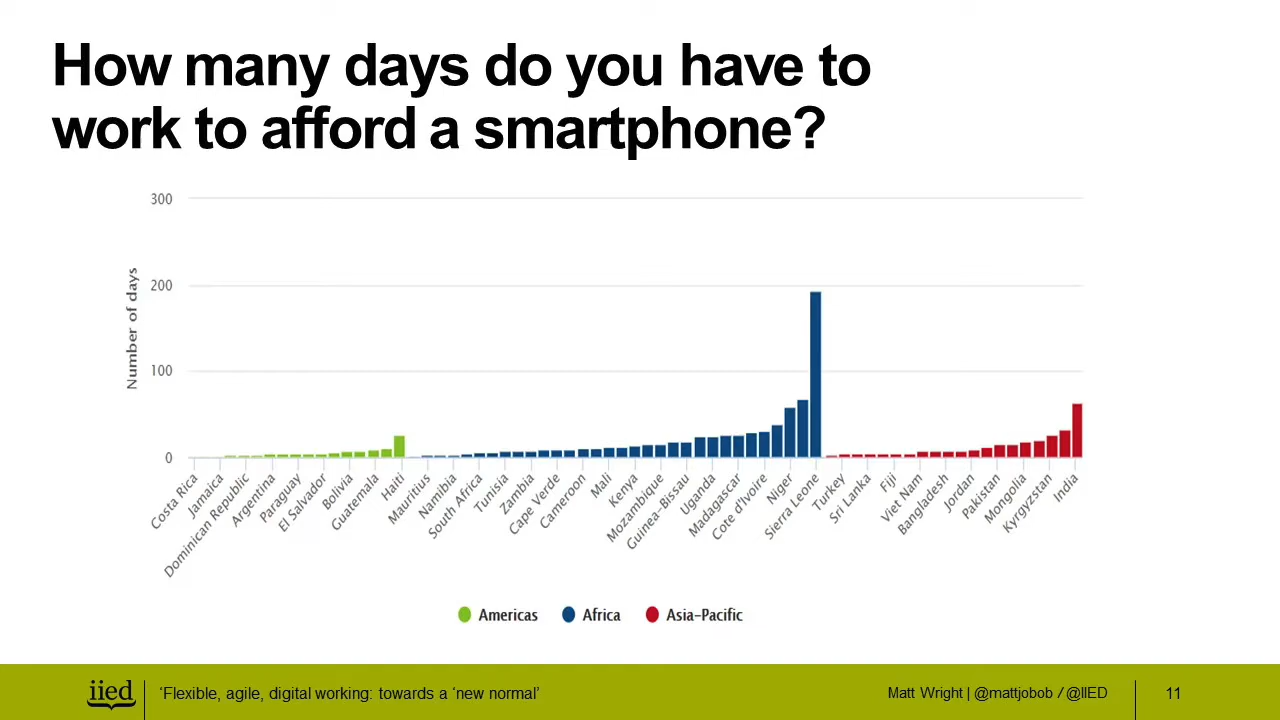 How many days do you have to
work to afford a smartphone?
300
200
100
0
Number of days
Costa Rica
Jamaica
Dominican Republic
Argentina
Paraguay
El Salvador
Bolivia
Guatemala
Haiti
Mauritius
Namibia
South Africa
Tunisia
Zambia
Cape Verde
Cameroon
Mali
Kenya
Mozambique
Guinea-Bissau
Uganda
Madagascar
Cote d'Ivoire
Niger
Sierra Leone
Turkey
Sri Lanka
Fiji
Viet Nam
Bangladesh
Jordan
Pakistan
Mongolia
Kyrgyzstan
India
Americas
Africa
Asia-Pacific
iied
‘Flexible, agile, digital working: towards a ‘new normal’
Matt Wright | @mattjobob / @IIED
11